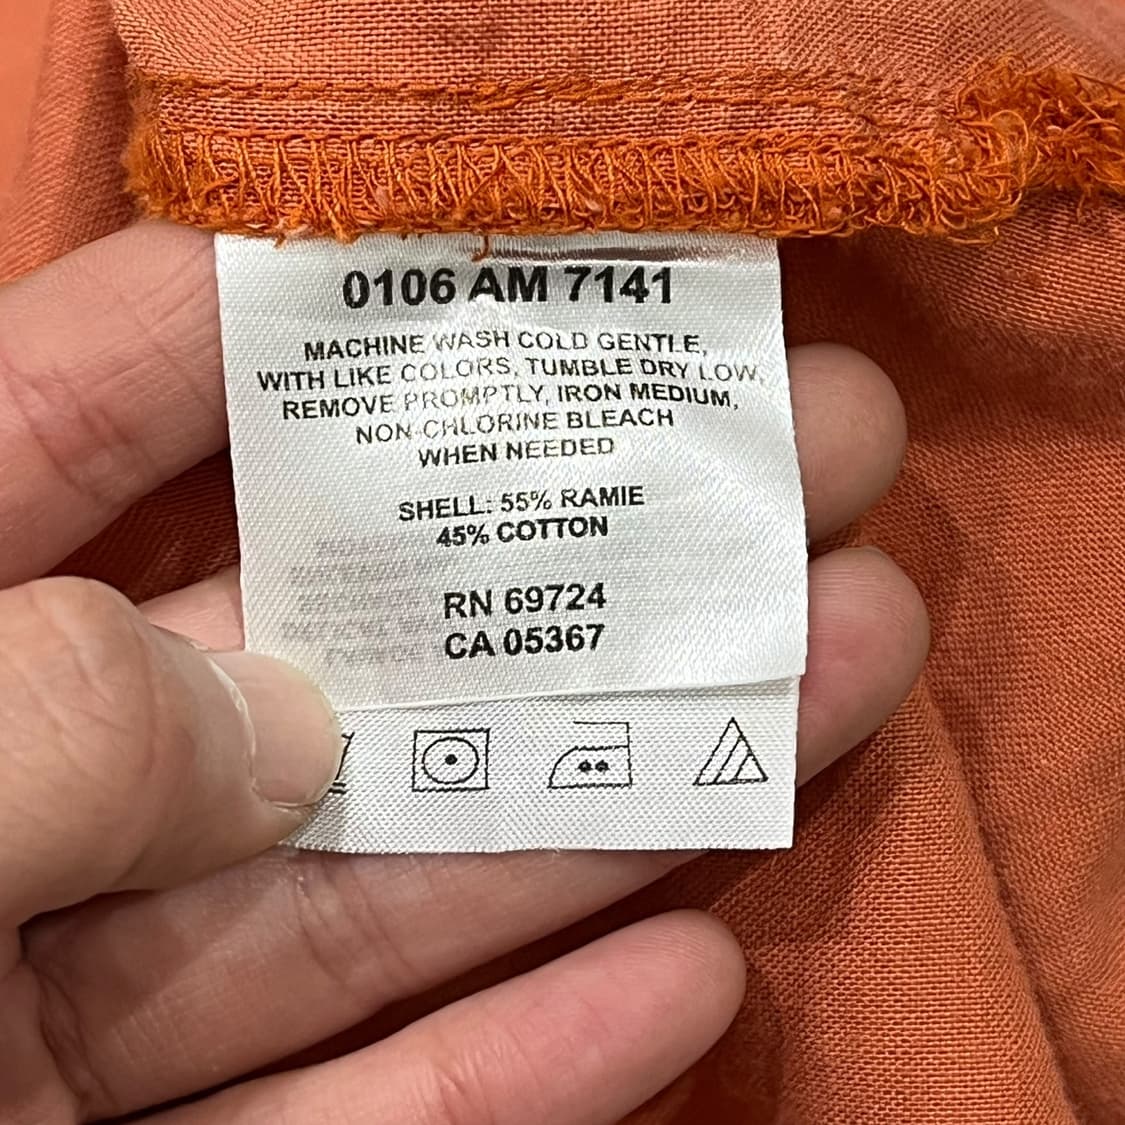 0106 AM 7141
MACHINE WASH COLD GENTLE,
WITH LIKE COLORS, TUMBLE DRY LOW,
REMOVE PROMPTLY, IRON MEDIUM,
NON-CHLORINE BLEACH
WHEN NEEDED
SHELL: 55% RAMIE
45% COTTON
RN 69724
CA 05367